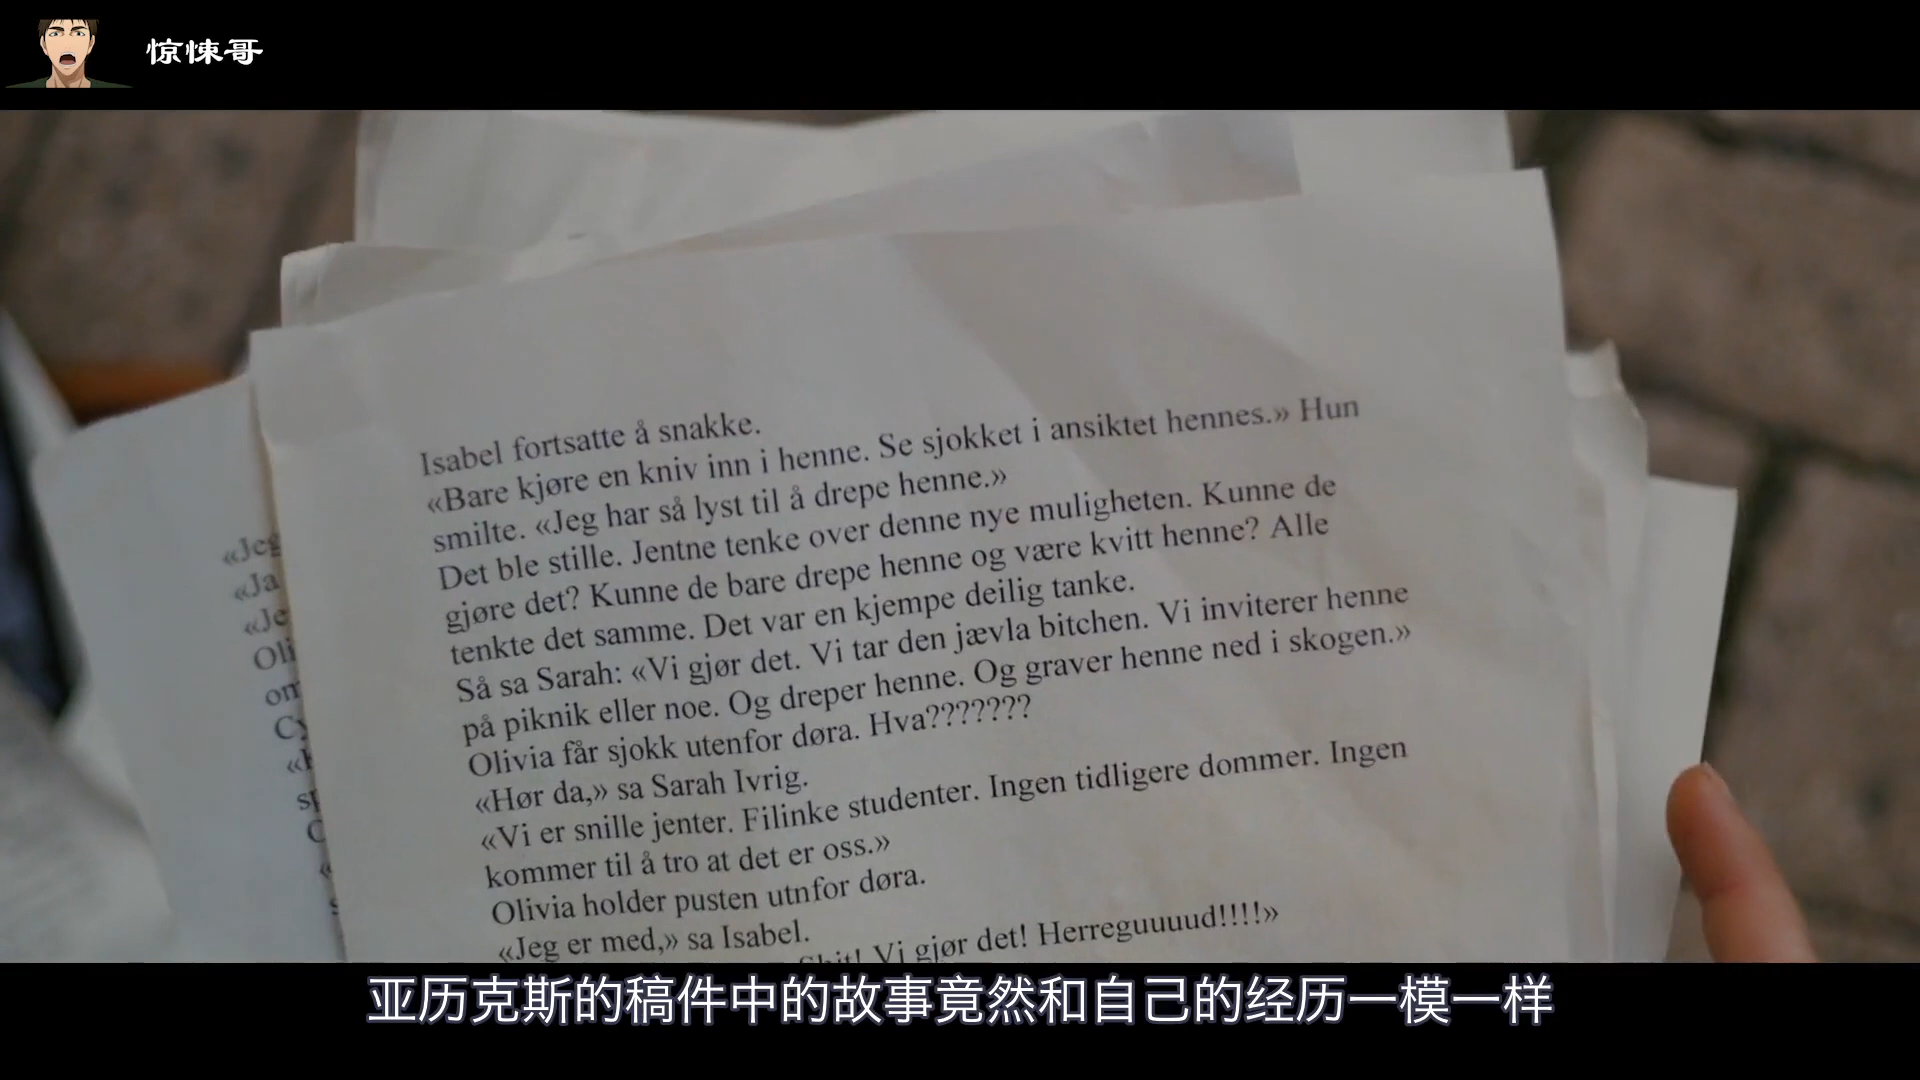 惊悚哥
Isabel fortsatte å snakke.
«Bare kjøre en kniv inn i henne. Se sjokket i ansiktet hennes.» Hun
smilte. «Jeg har så lyst til å drepe henne.»
Det ble stille. Jentne tenke over denne nye muligheten. Kunne de
gjøre det? Kunne de bare drepe henne og være kvitt henne? Alle
tenkte det samme. Det var en kjempe deilig tanke.
Så sa Sarah: «Vi gjør det. Vi tar den jævla bitchen. Vi inviterer henne
på piknik eller noe. Og dreper henne. Og graver henne ned i skogen.»
Olivia får sjokk utenfor døra. Hva???????
«Hør da,» sa Sarah Ivrig.
«Vi er snille jenter. Filinke studenter. Ingen tidligere dommer. Ingen
kommer til å tro at det er oss.»
Olivia holder pusten utnfor døra.
«Jeg er med,» sa Isabel.
Vi gjør det! Herreguuuud!!!!»
«Jeg
«Ja
«Je
Oli
om
亚历克斯的稿件中的故事竟然和自己的经历一模一样